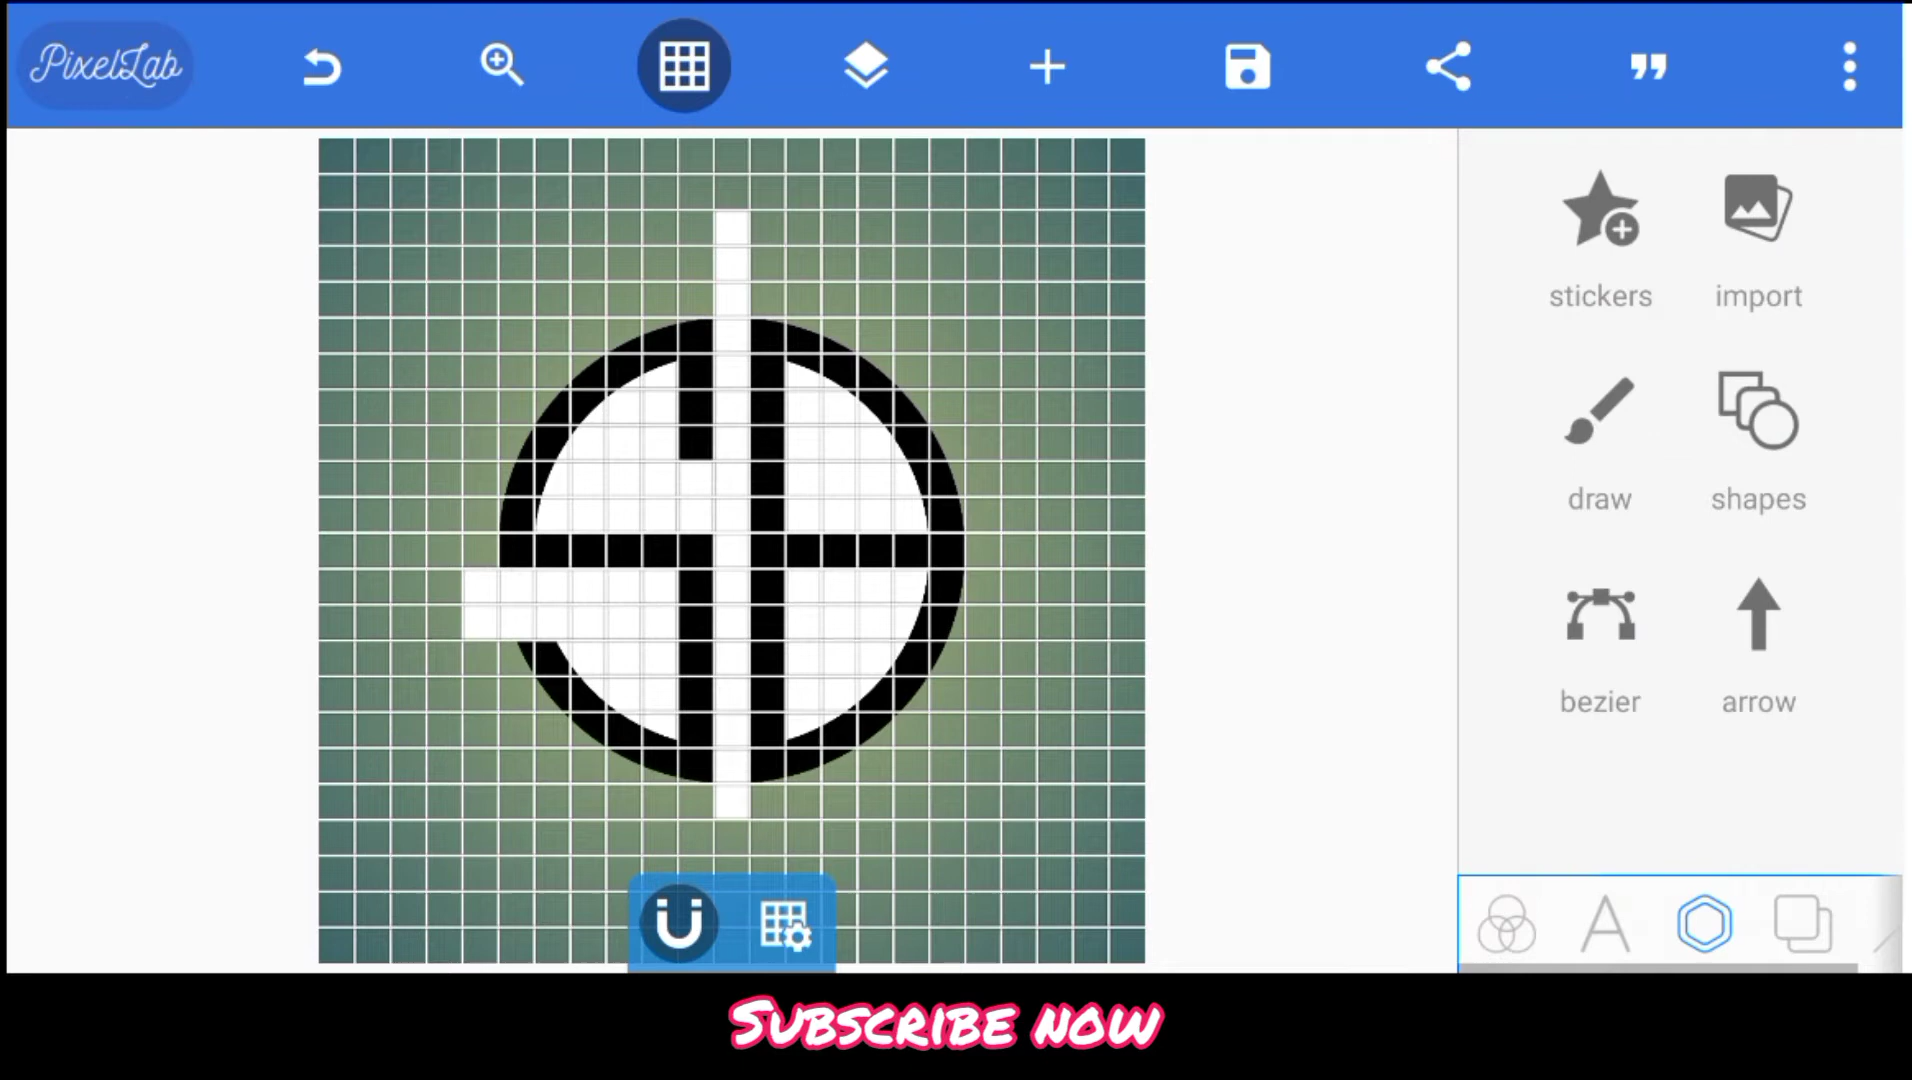 PixelLab
stickers
import
draw
shapes
bezier
arrow
SUBSCRIBE NOW